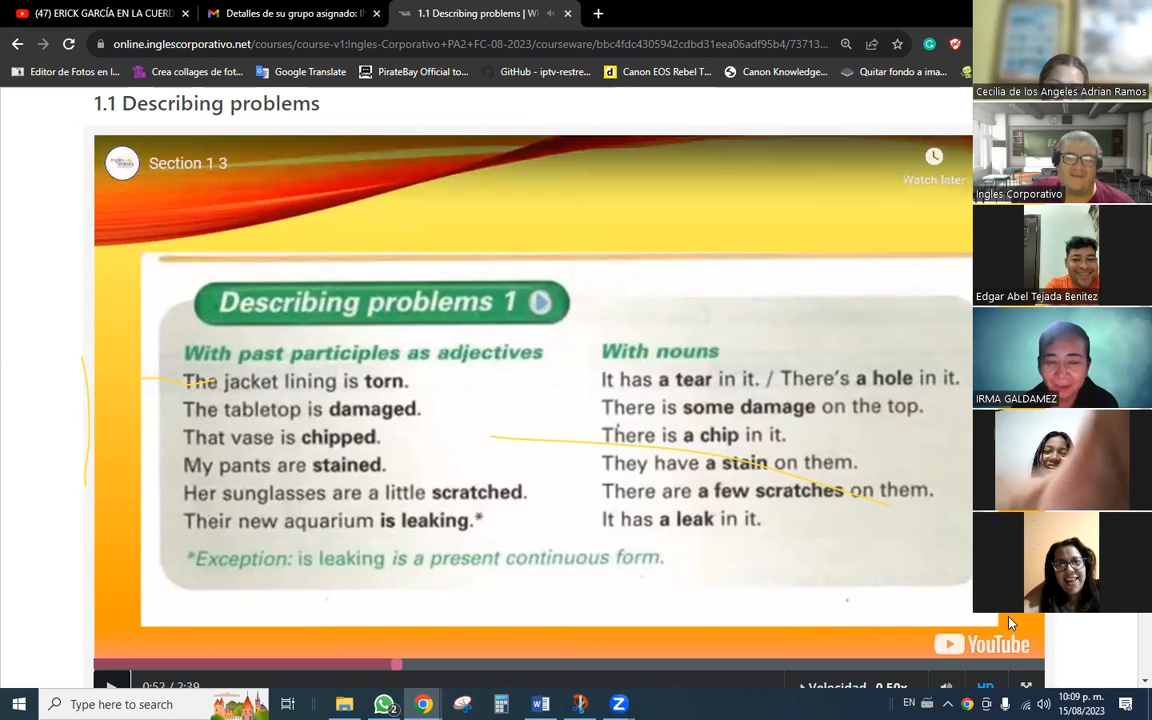 (47) ERICK GARCÍA EN LA CUERD
Detalles de su grupo asignado: I
1.1 Describing problems | W
online.inglescorporativo.net/courses/course-v1:Ingles-Corporativo+PA2+FC-08-2023/courseware/bbc4fdc4305942cdbd31eea06adf95b4/73713...
Editor de Fotos en l...
Crea collages de fot...
Google Translate
PirateBay Official to...
GitHub - iptv-restre...
Canon EOS Rebel T...
Canon Knowledge...
Quitar fondo a ima...
1.1 Describing problems
Section 1 3
Watch later
Describing problems 1
With past participles as adjectives
The jacket lining is torn.
The tabletop is damaged.
That vase is chipped.
My pants are stained.
Her sunglasses are a little scratched.
Their new aquarium is leaking.*
With nouns
It has a tear in it. / There's a hole in it.
There is some damage on the top.
There is a chip in it.
They have a stain on them.
There are a few scratches on them.
It has a leak in it.
*Exception: is leaking is a present continuous form.
YouTube
0:52 / 2:39
Velocidad 0.50x
HD
Cecilia de los Angeles Adrian Ramos
Ingles Corporativo
Edgar Abel Tejada Benitez
IRMA GALDAMEZ
Type here to search
2
EN
10:09 p. m.
15/08/2023